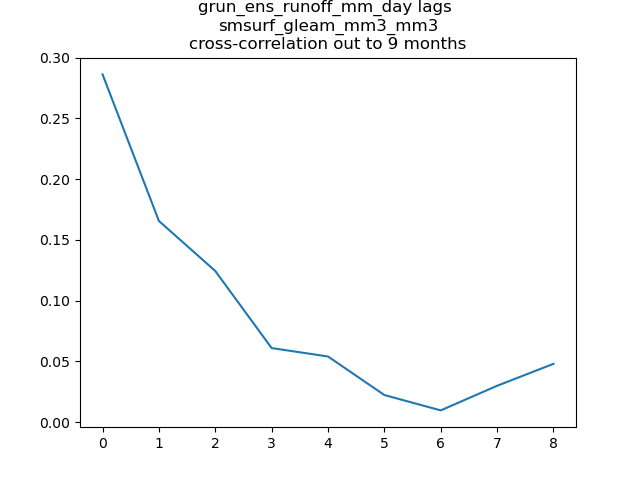 grun_ens_runoff_mm_day lags
smsurf_gleam_mm3_mm3
cross-correlation out to 9 months
0.30
0.25
0.20
0.15
0.10
0.05
0.00
0 1 2 3 4 5 6 7 8